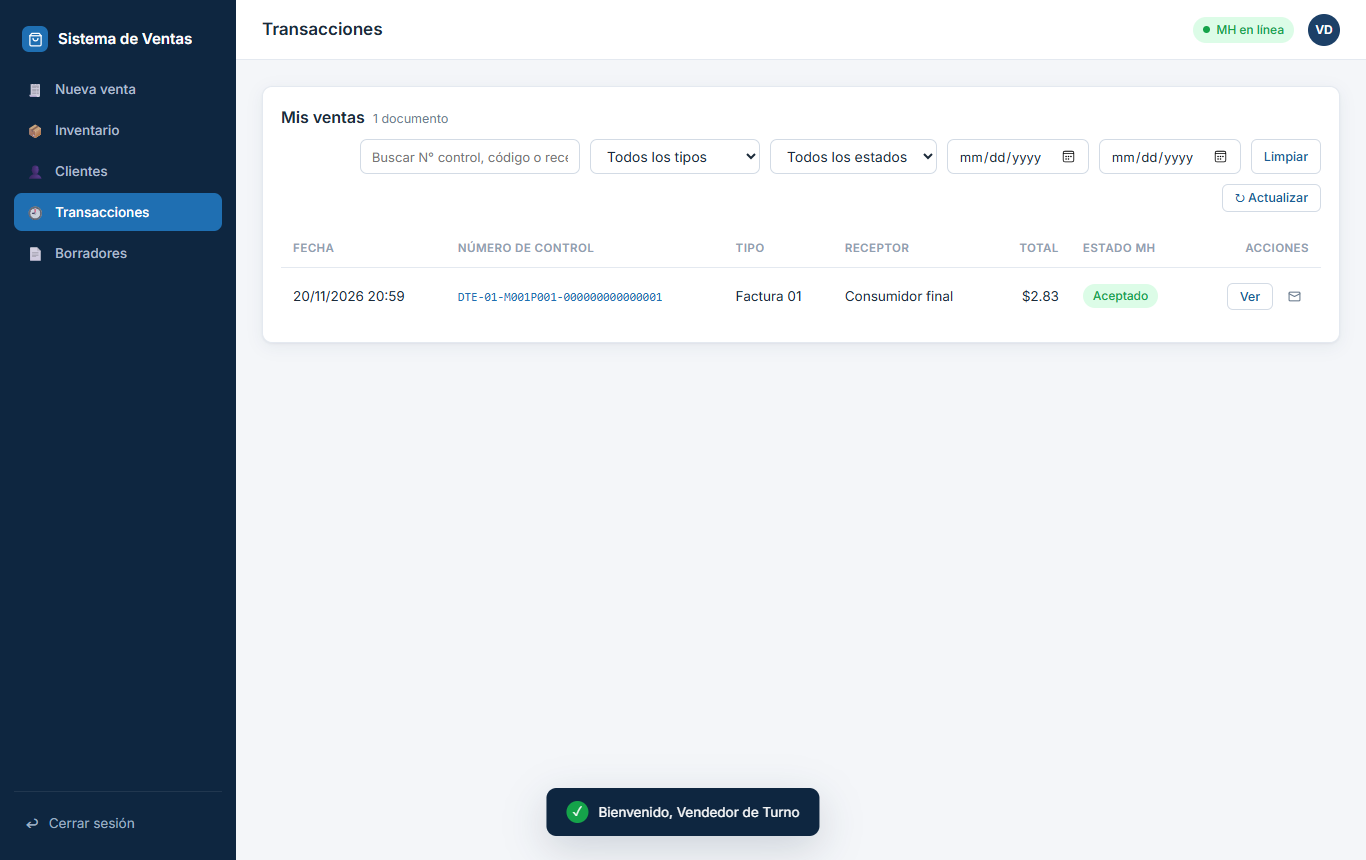 Sistema de Ventas
Nueva venta
Inventario
Clientes
Transacciones
Borradores
Cerrar sesión
Transacciones
MH en línea
VD
Mis ventas 1 documento
Buscar N° control, código o rece
Todos los tipos
Todos los estados
mm/dd/yyyy
mm/dd/yyyy
Limpiar
↻ Actualizar
FECHA NÚMERO DE CONTROL TIPO RECEPTOR TOTAL ESTADO MH ACCIONES
20/11/2026 20:59 DTE-01-M001P001-000000000000001 Factura 01 Consumidor final $2.83 Aceptado Ver
Bienvenido, Vendedor de Turno